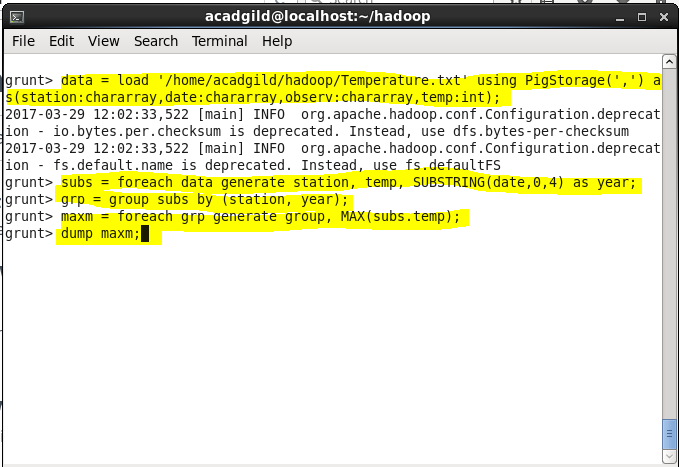 acadgild@localhost:~/hadoop
File Edit View Search Terminal Help
grunt> data = load '/home/acadgild/hadoop/Temperature.txt' using PigStorage(',') a
s(station:chararray,date:chararray,observ:chararray,temp:int);
2017-03-29 12:02:33,522 [main] INFO  org.apache.hadoop.conf.Configuration.deprecat
ion - io.bytes.per.checksum is deprecated. Instead, use dfs.bytes-per-checksum
2017-03-29 12:02:33,522 [main] INFO  org.apache.hadoop.conf.Configuration.deprecat
ion - fs.default.name is deprecated. Instead, use fs.defaultFS
grunt> subs = foreach data generate station, temp, SUBSTRING(date,0,4) as year;
grunt> grp = group subs by (station, year);
grunt> maxm = foreach grp generate group, MAX(subs.temp);
grunt> dump maxm;